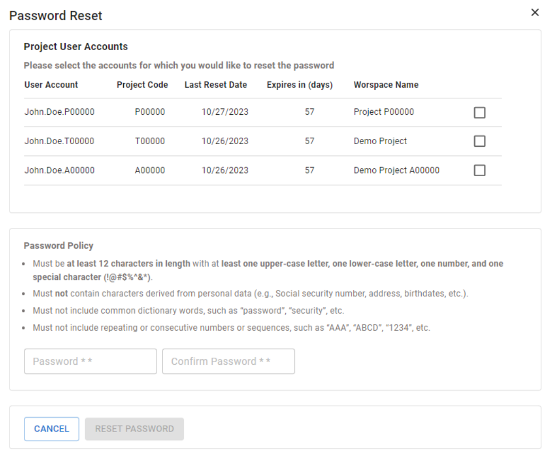 Password Reset
Project User Accounts
Please select the accounts for which you would like to reset the password
User Account Project Code Last Reset Date Expires in (days) Worspace Name
John.Doe.P00000 P00000 10/27/2023 57 Project P00000
John.Doe.T00000 T00000 10/26/2023 57 Demo Project
John.Doe.A00000 A00000 10/26/2023 57 Demo Project A00000
Password Policy
• Must be at least 12 characters in length with at least one upper-case letter, one lower-case letter, one number, and one
special character (!@#$%^&*).
• Must not contain characters derived from personal data (e.g., Social security number, address, birthdates, etc.).
• Must not include common dictionary words, such as "password", "security", etc.
• Must not include repeating or consecutive numbers or sequences, such as "AAA", "ABCD", "1234", etc.
Password * * Confirm Password * *
CANCEL RESET PASSWORD